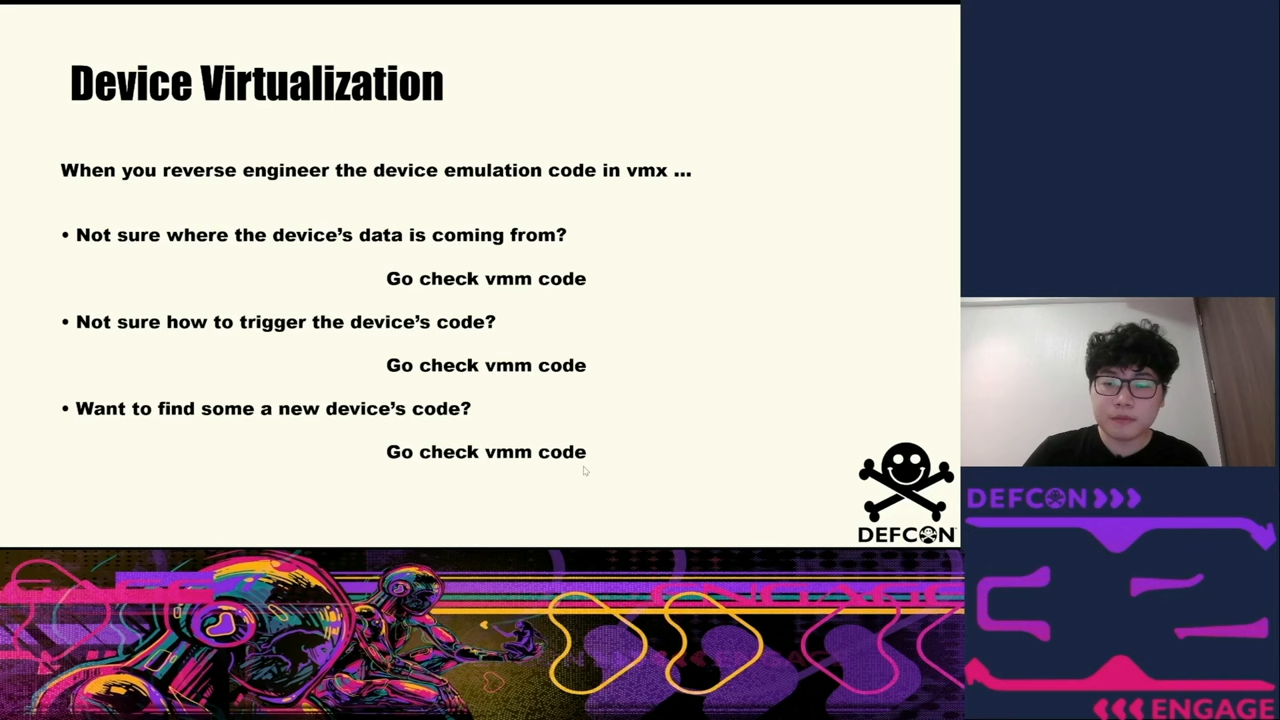 Device Virtualization
When you reverse engineer the device emulation code in vmx ...
• Not sure where the device's data is coming from?
Go check vmm code
• Not sure how to trigger the device's code?
Go check vmm code
• Want to find some a new device's code?
Go check vmm code
DEFCON
DEFCON
ENGAGE